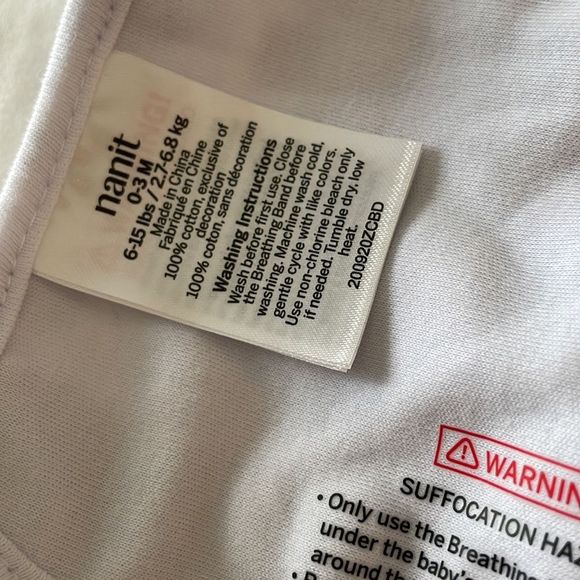 nanit
0-3 M
6-15 lbs / 2.7-6.8 kg
Made in China
Fabriqué en Chine
100% cotton, exclusive of
decoration
100% coton, sans décoration
Washing Instructions
Wash before first use. Close
the Breathing Band before
washing. Machine wash cold,
gentle cycle with like colors.
Use non-chlorine bleach only
if needed. Tumble dry, low
heat.
200920ZCBD
WARNIN
SUFFOCATION HAZ
• Only use the Breathing
under the baby's
around th